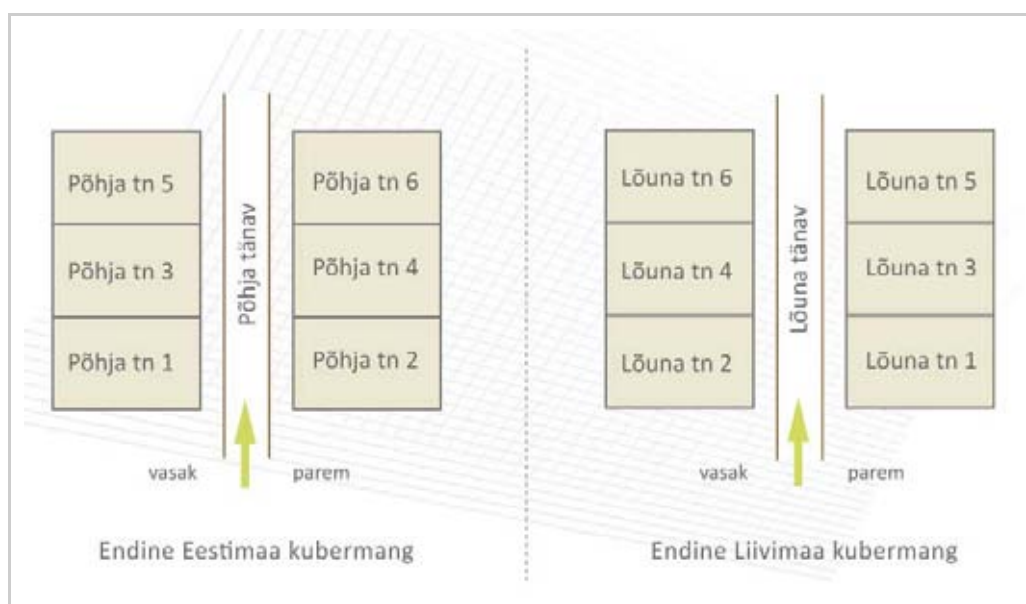 Põhja tn 5
Põhja tn 3
Põhja tn 1
Põhja tänav
Põhja tn 6
Põhja tn 4
Põhja tn 2
vasak
parem
Endine Eestimaa kubermang
Lõuna tn 6
Lõuna tn 4
Lõuna tn 2
Lõuna tänav
Lõuna tn 5
Lõuna tn 3
Lõuna tn 1
vasak
parem
Endine Liivimaa kubermang